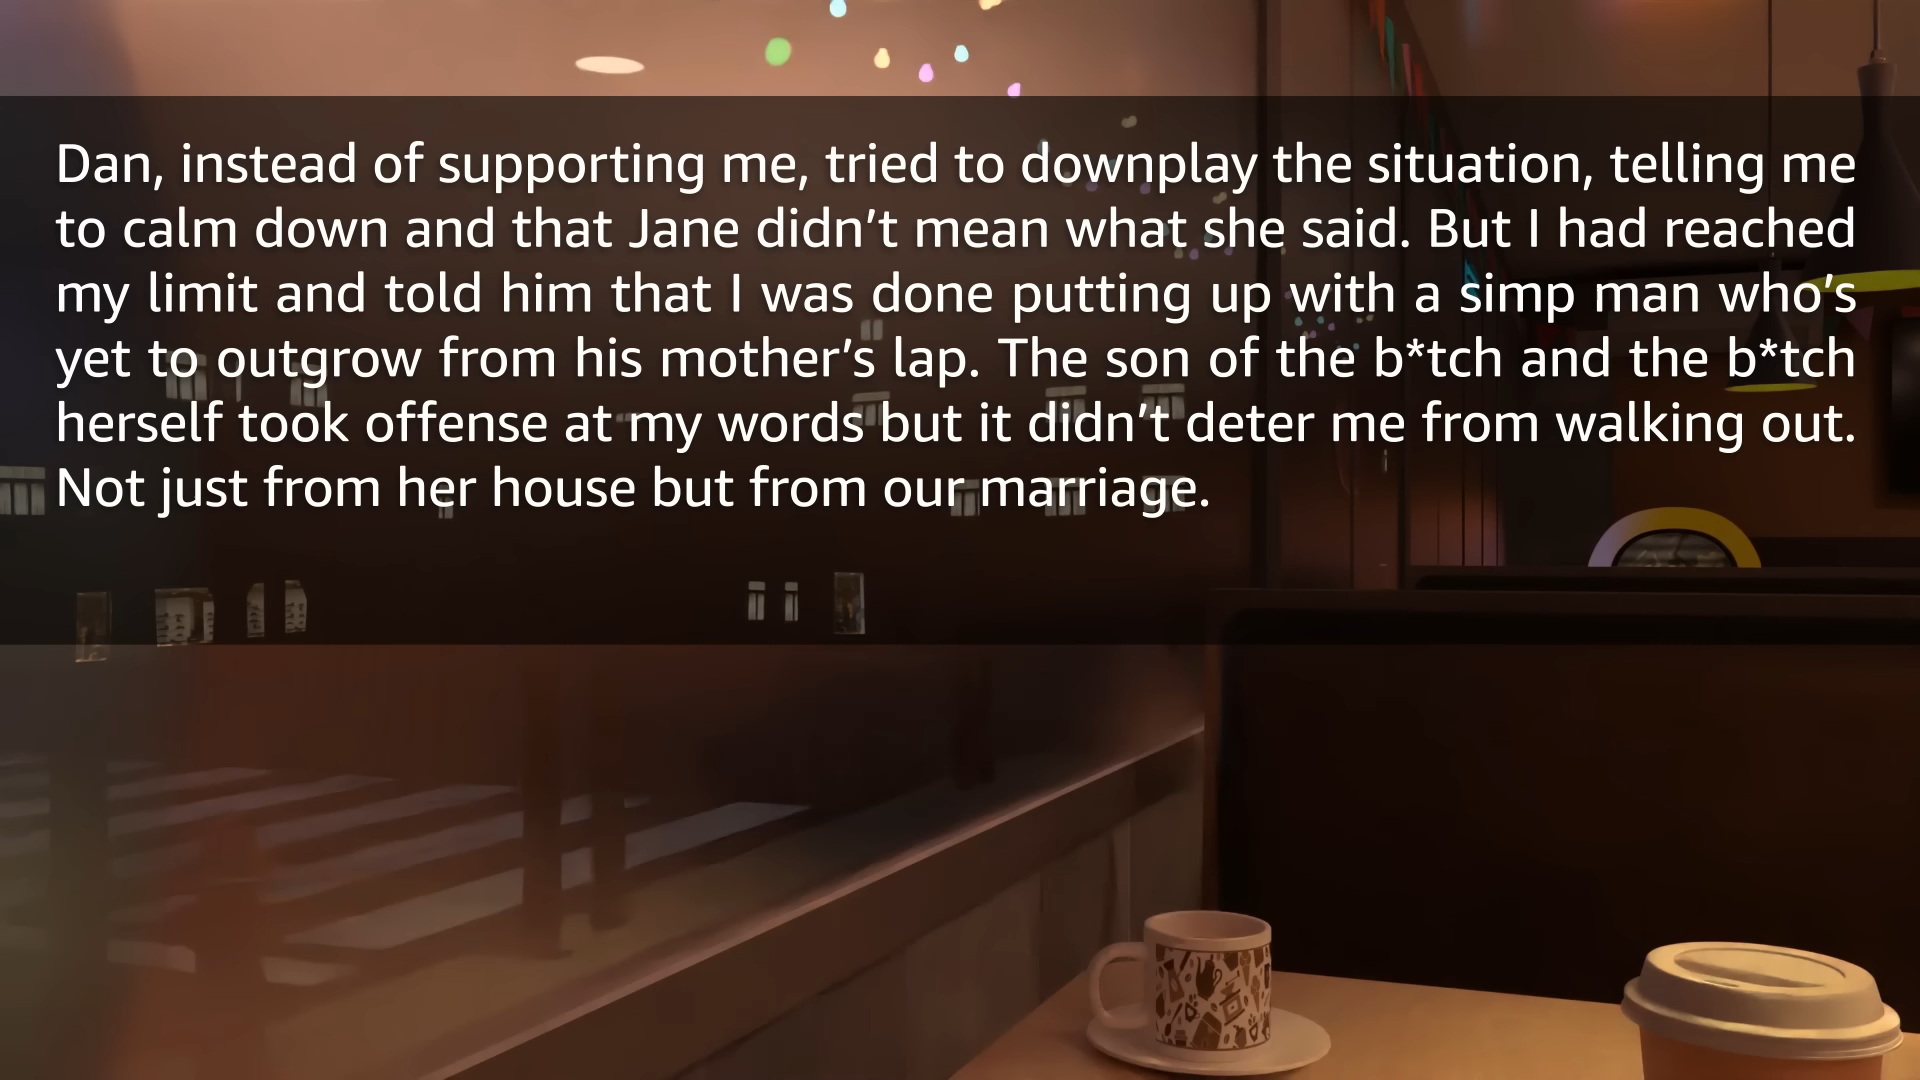 Dan, instead of supporting me, tried to downplay the situation, telling me
to calm down and that Jane didn’t mean what she said. But I had reached
my limit and told him that I was done putting up with a simp man who’s
yet to outgrow from his mother’s lap. The son of the b*tch and the b*tch
herself took offense at my words but it didn’t deter me from walking out.
Not just from her house but from our marriage.